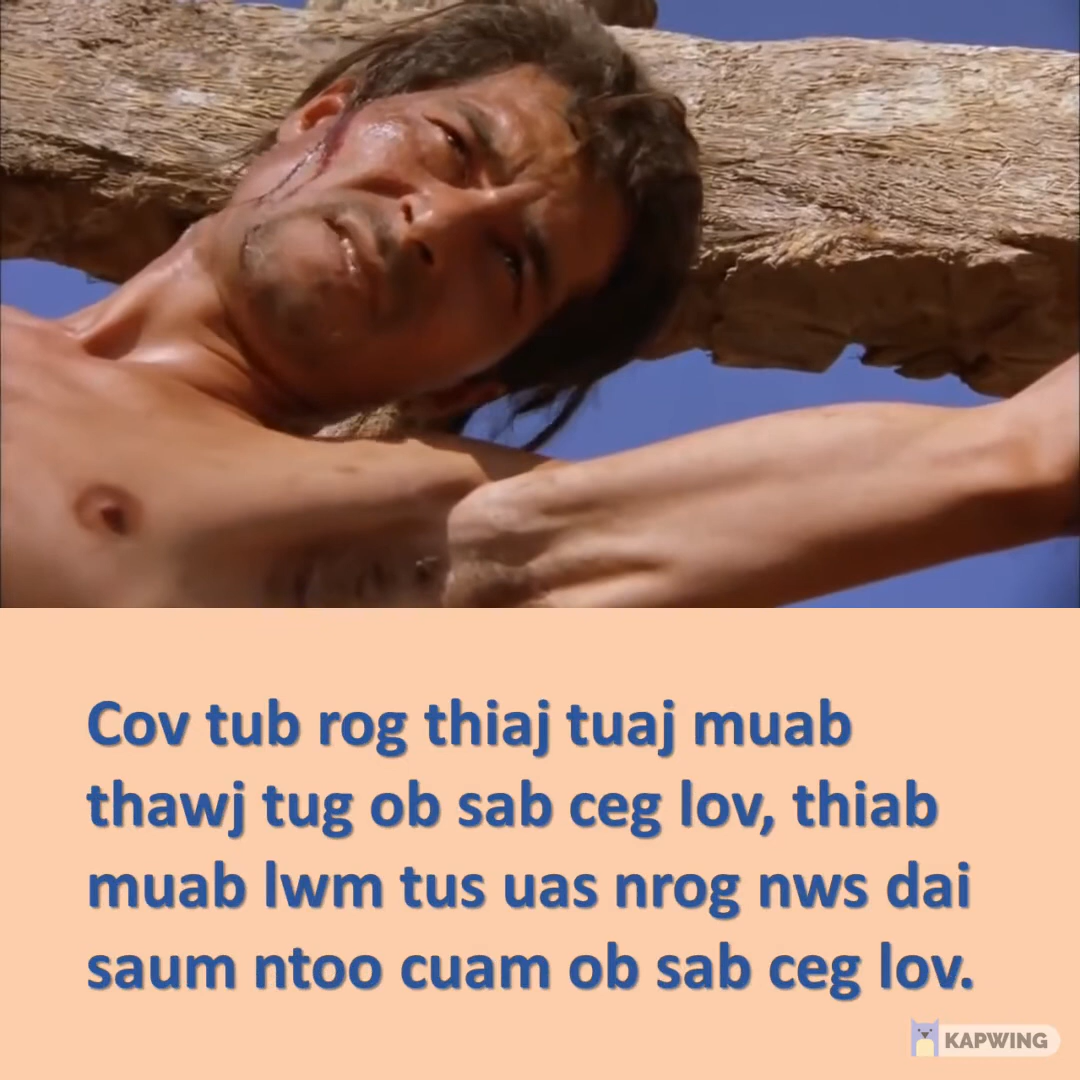 Cov tub rog thiaj tuaj muab
thawj tug ob sab ceg lov, thiab
muab lwm tus uas nrog nws dai
saum ntoo cuam ob sab ceg lov.
KAPWING